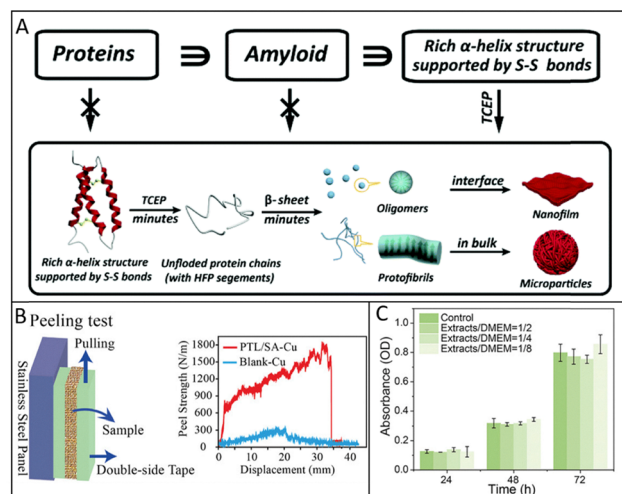 A
Proteins
Amyloid
Rich α-helix structure
supported by S-S bonds
TCEP
TCEP
minutes
β-sheet
minutes
Oligomers
interface
Nanofilm
Rich α-helix structure
supported by S-S bonds
Unfloded protein chains
(with HFP segements)
Protofibrils
in bulk
Microparticles
B
Peeling test
Pulling
Stainless Steel Panel
Sample
Double-side Tape
Peel Strength (N/m)
1800
1500
1200
900
600
300
0
PTL/SA-Cu
Blank-Cu
0 10 20 30 40
Displacement (mm)
C
Absorbance (OD)
1.0
0.8
0.6
0.4
0.2
0.0
Control
Extracts/DMEM=1/2
Extracts/DMEM=1/4
Extracts/DMEM=1/8
24 48 72
Time (h)